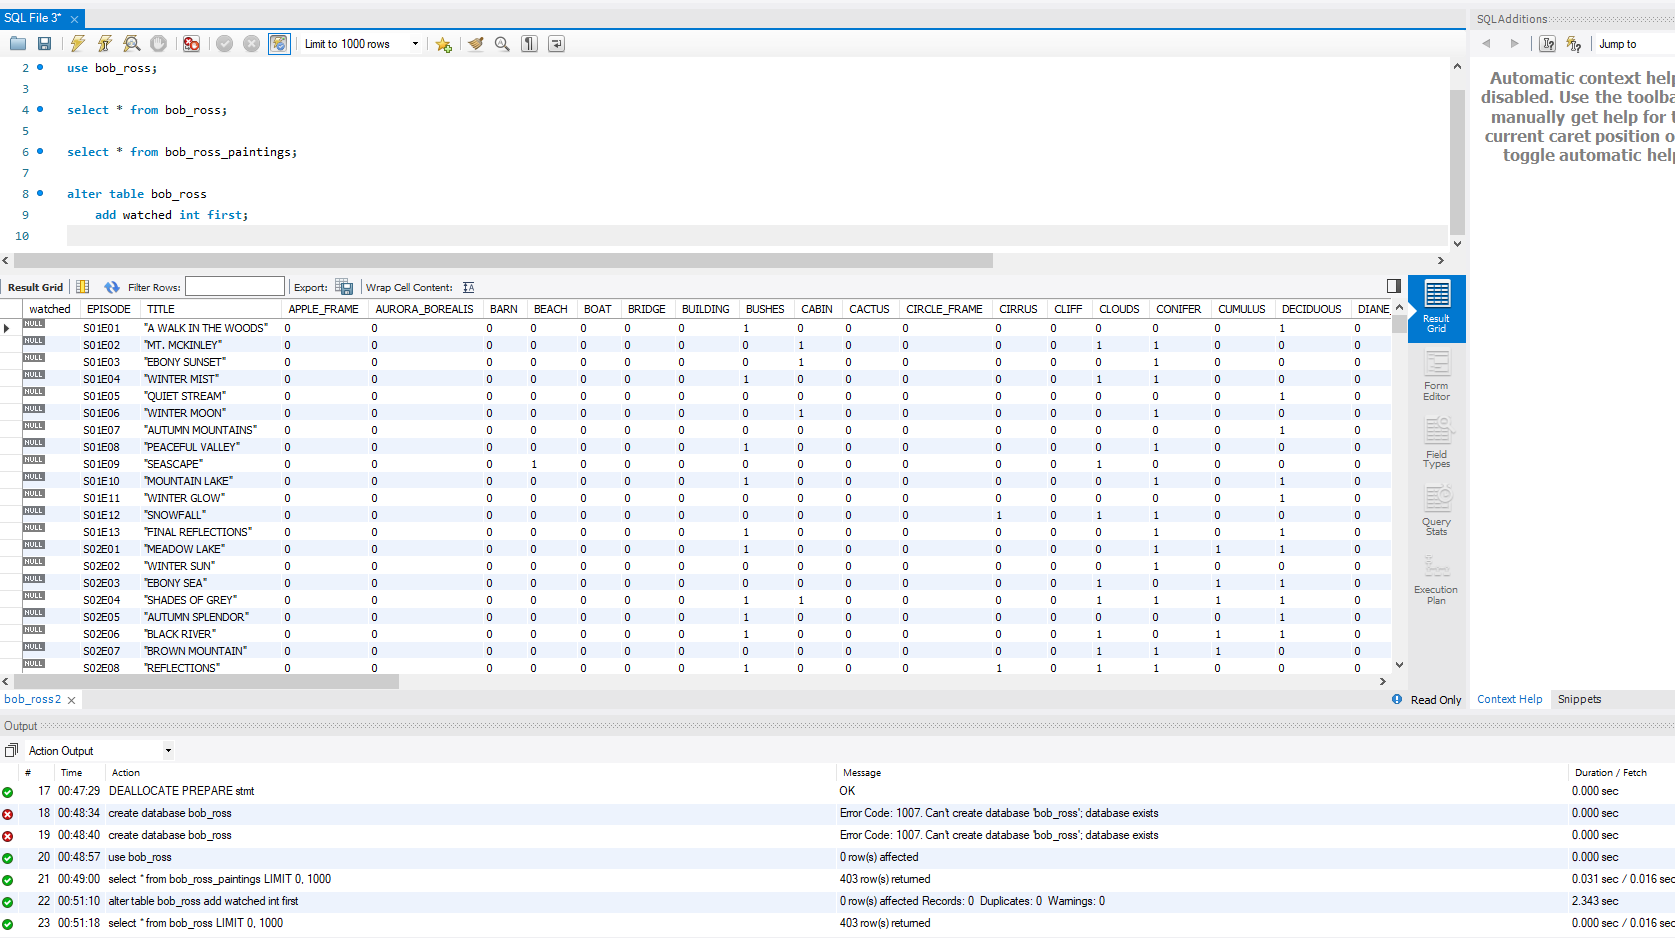 SQL File 3*
SQLAdditions
Limit to 1000 rows
Jump to
2 use bob_ross;
3
4 select * from bob_ross;
5
6 select * from bob_ross_paintings;
7
8 alter table bob_ross
9 add watched int first;
10
Automatic context help
disabled. Use the toolba
manually get help for t
current caret position o
toggle automatic help
Result Grid Filter Rows: Export: Wrap Cell Content:
watched EPISODE TITLE APPLE_FRAME AURORA_BOREALIS BARN BEACH BOAT BRIDGE BUILDING BUSHES CABIN CACTUS CIRCLE_FRAME CIRRUS CLIFF CLOUDS CONIFER CUMULUS DECIDUOUS DIANE_
NULL S01E01 "A WALK IN THE WOODS" 0 0 0 0 0 0 0 1 0 0 0 0 0 0 0 0 1 0
NULL S01E02 "MT. MCKINLEY" 0 0 0 0 0 0 0 0 1 0 0 0 0 1 1 0 0 0
NULL S01E03 "EBONY SUNSET" 0 0 0 0 0 0 0 0 1 0 0 0 0 0 1 0 0 0
NULL S01E04 "WINTER MIST" 0 0 0 0 0 0 0 1 0 0 0 0 0 1 1 0 0 0
NULL S01E05 "QUIET STREAM" 0 0 0 0 0 0 0 0 0 0 0 0 0 0 0 0 1 0
NULL S01E06 "WINTER MOON" 0 0 0 0 0 0 0 0 1 0 0 0 0 0 1 0 0 0
NULL S01E07 "AUTUMN MOUNTAINS" 0 0 0 0 0 0 0 0 0 0 0 0 0 0 0 0 1 0
NULL S01E08 "PEACEFUL VALLEY" 0 0 0 0 0 0 0 1 0 0 0 0 0 0 1 0 0 0
NULL S01E09 "SEASCAPE" 0 0 0 1 0 0 0 0 0 0 0 0 0 1 0 0 0 0
NULL S01E10 "MOUNTAIN LAKE" 0 0 0 0 0 0 0 1 0 0 0 0 0 0 1 0 1 0
NULL S01E11 "WINTER GLOW" 0 0 0 0 0 0 0 0 0 0 0 0 0 0 0 0 1 0
NULL S01E12 "SNOWFALL" 0 0 0 0 0 0 0 0 0 0 0 1 0 1 1 0 0 0
NULL S01E13 "FINAL REFLECTIONS" 0 0 0 0 0 0 0 1 0 0 0 0 0 0 1 0 1 0
NULL S02E01 "MEADOW LAKE" 0 0 0 0 0 0 0 1 0 0 0 0 0 0 1 1 1 0
NULL S02E02 "WINTER SUN" 0 0 0 0 0 0 0 0 0 0 0 0 0 0 1 0 0 0
NULL S02E03 "EBONY SEA" 0 0 0 0 0 0 0 0 0 0 0 0 0 1 0 1 1 0
NULL S02E04 "SHADES OF GREY" 0 0 0 0 0 0 0 1 1 0 0 0 0 1 1 1 1 0
NULL S02E05 "AUTUMN SPLENDOR" 0 0 0 0 0 0 0 1 0 0 0 0 0 0 0 0 1 0
NULL S02E06 "BLACK RIVER" 0 0 0 0 0 0 0 1 0 0 0 0 0 1 0 1 1 0
NULL S02E07 "BROWN MOUNTAIN" 0 0 0 0 0 0 0 0 0 0 0 0 0 1 1 1 0 0
NULL S02E08 "REFLECTIONS" 0 0 0 0 0 0 0 1 0 0 0 1 0 1 1 0 0 0
Result
Grid
Form
Editor
Field
Types
Query
Stats
Execution
Plan
bob_ross2
Read Only
Context Help Snippets
Output
Action Output
# Time Action Message Duration / Fetch
17 00:47:29 DEALLOCATE PREPARE stmt OK 0.000 sec
18 00:48:34 create database bob_ross Error Code: 1007. Can't create database 'bob_ross'; database exists 0.000 sec
19 00:48:40 create database bob_ross Error Code: 1007. Can't create database 'bob_ross'; database exists 0.000 sec
20 00:48:57 use bob_ross 0 row(s) affected 0.000 sec
21 00:49:00 select * from bob_ross_paintings LIMIT 0, 1000 403 row(s) returned 0.031 sec / 0.016 sec
22 00:51:10 alter table bob_ross add watched int first 0 row(s) affected Records: 0 Duplicates: 0 Warnings: 0 2.343 sec
23 00:51:18 select * from bob_ross LIMIT 0, 1000 403 row(s) returned 0.000 sec / 0.016 sec